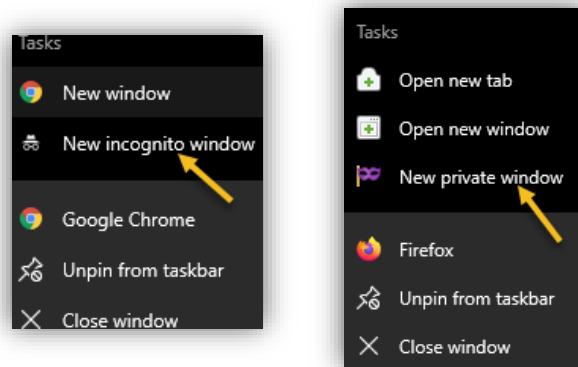 Tasks
New window
New incognito window
Google Chrome
Unpin from taskbar
Close window
Tasks
Open new tab
Open new window
New private window
Firefox
Unpin from taskbar
Close window